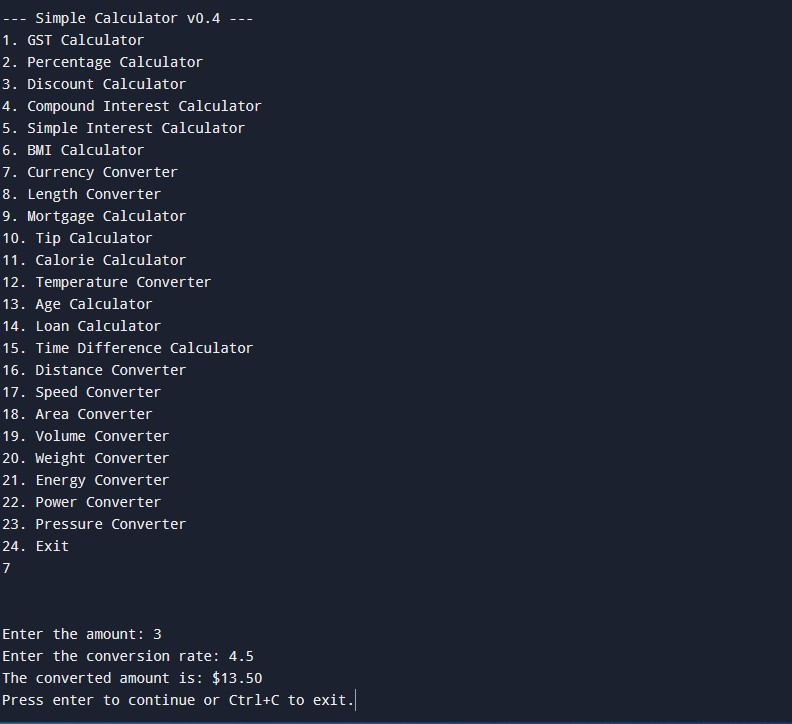 --- Simple Calculator v0.4 ---
1. GST Calculator
2. Percentage Calculator
3. Discount Calculator
4. Compound Interest Calculator
5. Simple Interest Calculator
6. BMI Calculator
7. Currency Converter
8. Length Converter
9. Mortgage Calculator
10. Tip Calculator
11. Calorie Calculator
12. Temperature Converter
13. Age Calculator
14. Loan Calculator
15. Time Difference Calculator
16. Distance Converter
17. Speed Converter
18. Area Converter
19. Volume Converter
20. Weight Converter
21. Energy Converter
22. Power Converter
23. Pressure Converter
24. Exit
7
Enter the amount: 3
Enter the conversion rate: 4.5
The converted amount is: $13.50
Press enter to continue or Ctrl+C to exit.